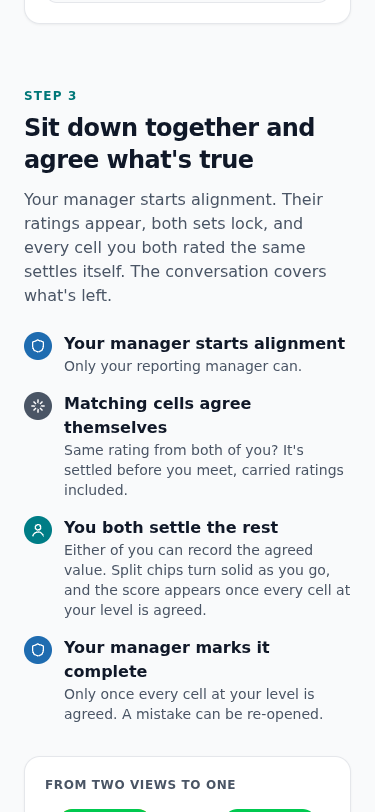 STEP 3
Sit down together and
agree what's true
Your manager starts alignment. Their
ratings appear, both sets lock, and
every cell you both rated the same
settles itself. The conversation covers
what's left.
Your manager starts alignment
Only your reporting manager can.
Matching cells agree
themselves
Same rating from both of you? It's
settled before you meet, carried ratings
included.
You both settle the rest
Either of you can record the agreed
value. Split chips turn solid as you go,
and the score appears once every cell at
your level is agreed.
Your manager marks it
complete
Only once every cell at your level is
agreed. A mistake can be re-opened.
FROM TWO VIEWS TO ONE